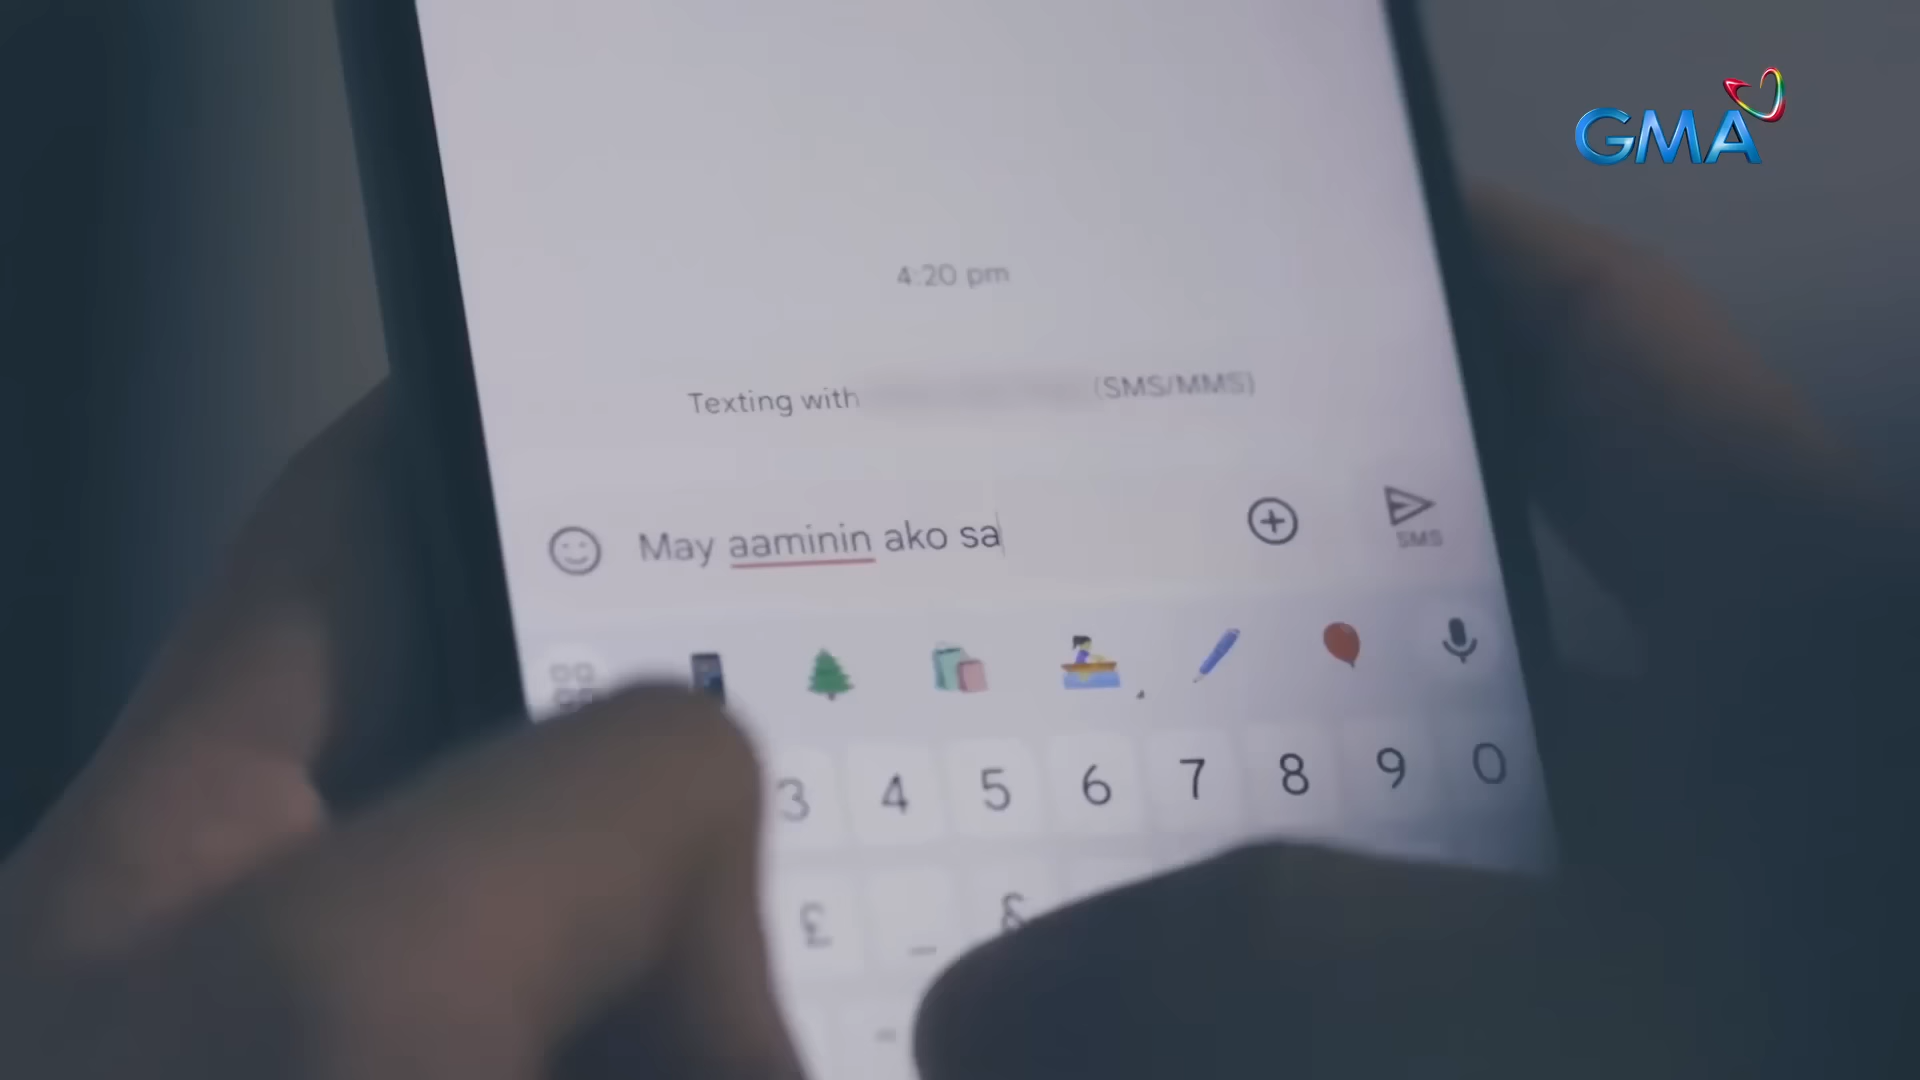 GMA
4:20 pm
Texting with (SMS/MMS)
May aaminin ako sa
SMS
3 4 5 6 7 8 9 0
£ _ &